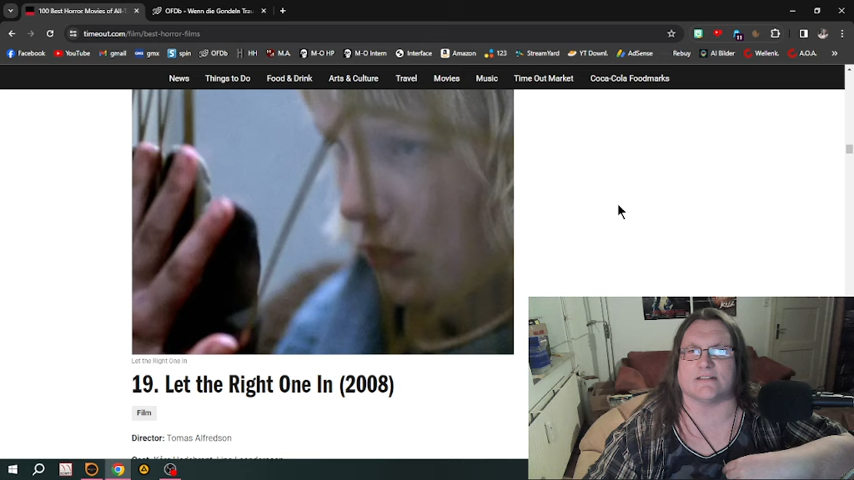 100 Best Horror Movies of All-T
OFDb - Wenn die Gondeln Trau
timeout.com/film/best-horror-films
Facebook YouTube gmail gmx spin OFDb HH M.A. M-O HP M-O Intern Interface Amazon 123 StreamYard YT Downl. AdSense Rebuy AI Bilder Wellenk. A.O.A.
News Things to Do Food & Drink Arts & Culture Travel Movies Music Time Out Market Coca-Cola Foodmarks
Let the Right One In
19. Let the Right One In (2008)
Film
Director: Tomas Alfredson